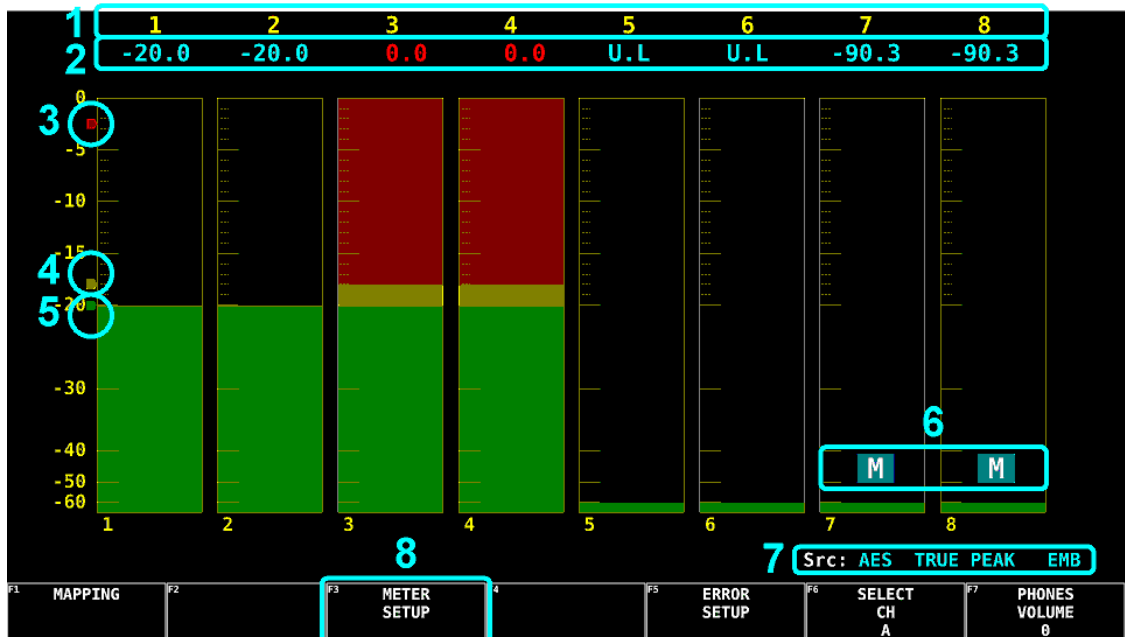 1 1 2 3 4 5 6 7 8
2 -20.0 -20.0 0.0 0.0 U.L U.L -90.3 -90.3
0
3
-5
-10
-15
4
-20
5
-30
6
-40
M M
-50
-60
1 2 3 4 5 6 7 8
8 7 Src: AES TRUE PEAK EMB
F1 MAPPING F2 F3 METER 4 F5 ERROR F6 SELECT F7 PHONES
SETUP SETUP CH VOLUME
A 0